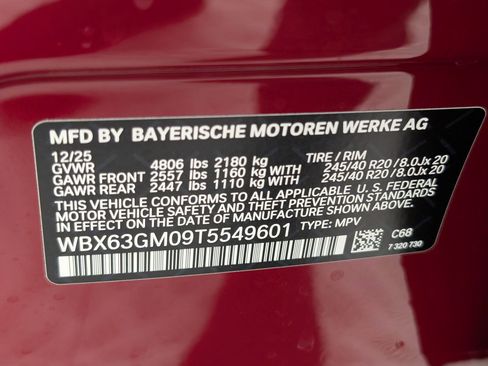 MFD BY BAYERISCHE MOTOREN WERKE AG
12/25 TIRE / RIM
GVWR 4806 lbs 2180 kg
GAWR FRONT 2557 lbs 1160 kg WITH 245/40 R20 / 8.0Jx 20
GAWR REAR 2447 lbs 1110 kg WITH 245/40 R20 / 8.0Jx 20
THIS VEHICLE CONFORMS TO ALL APPLICABLE U. S. FEDERAL
MOTOR VEHICLE SAFETY AND THEFT PREVENTION STANDARDS
IN EFFECT ON THE DATE OF MANUFACTURE SHOWN ABOVE.
WBX63GM09T5549601 TYPE: MPV
C68
7 320 730